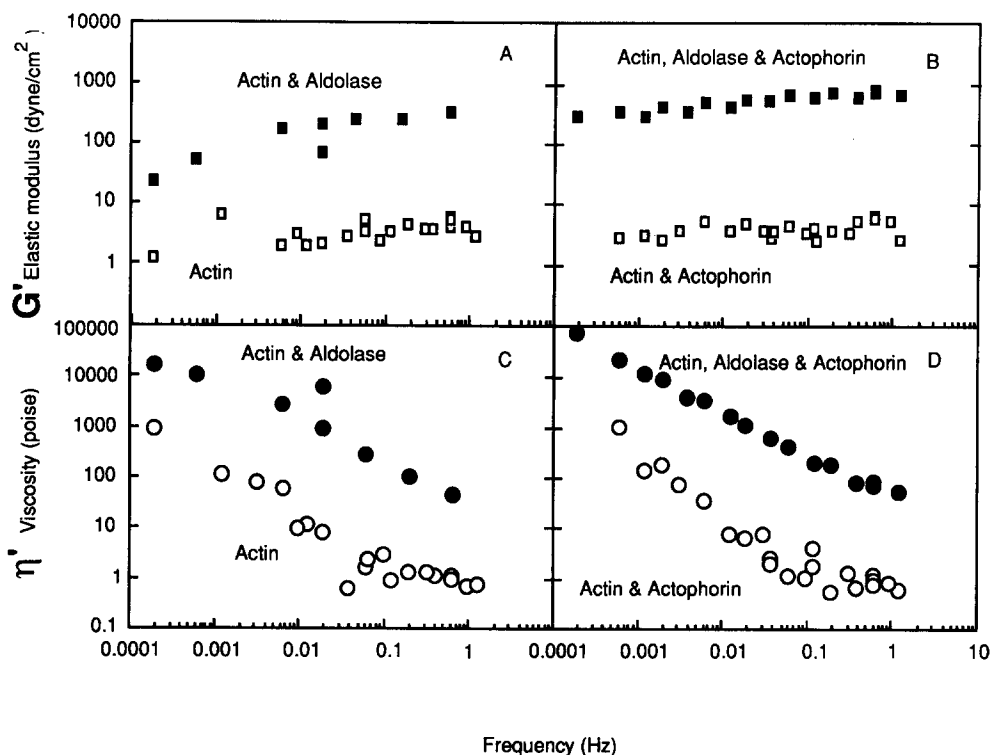 10000
1000
100
10
1
G' Elastic modulus (dyne/cm²)
A
Actin & Aldolase
Actin
B
Actin, Aldolase & Actophorin
Actin & Actophorin
100000
10000
1000
100
10
1
0.1
η' Viscosity (poise)
C
Actin & Aldolase
Actin
D
Actin, Aldolase & Actophorin
Actin & Actophorin
0.0001 0.001 0.01 0.1 1 0.0001 0.001 0.01 0.1 1 10
Frequency (Hz)